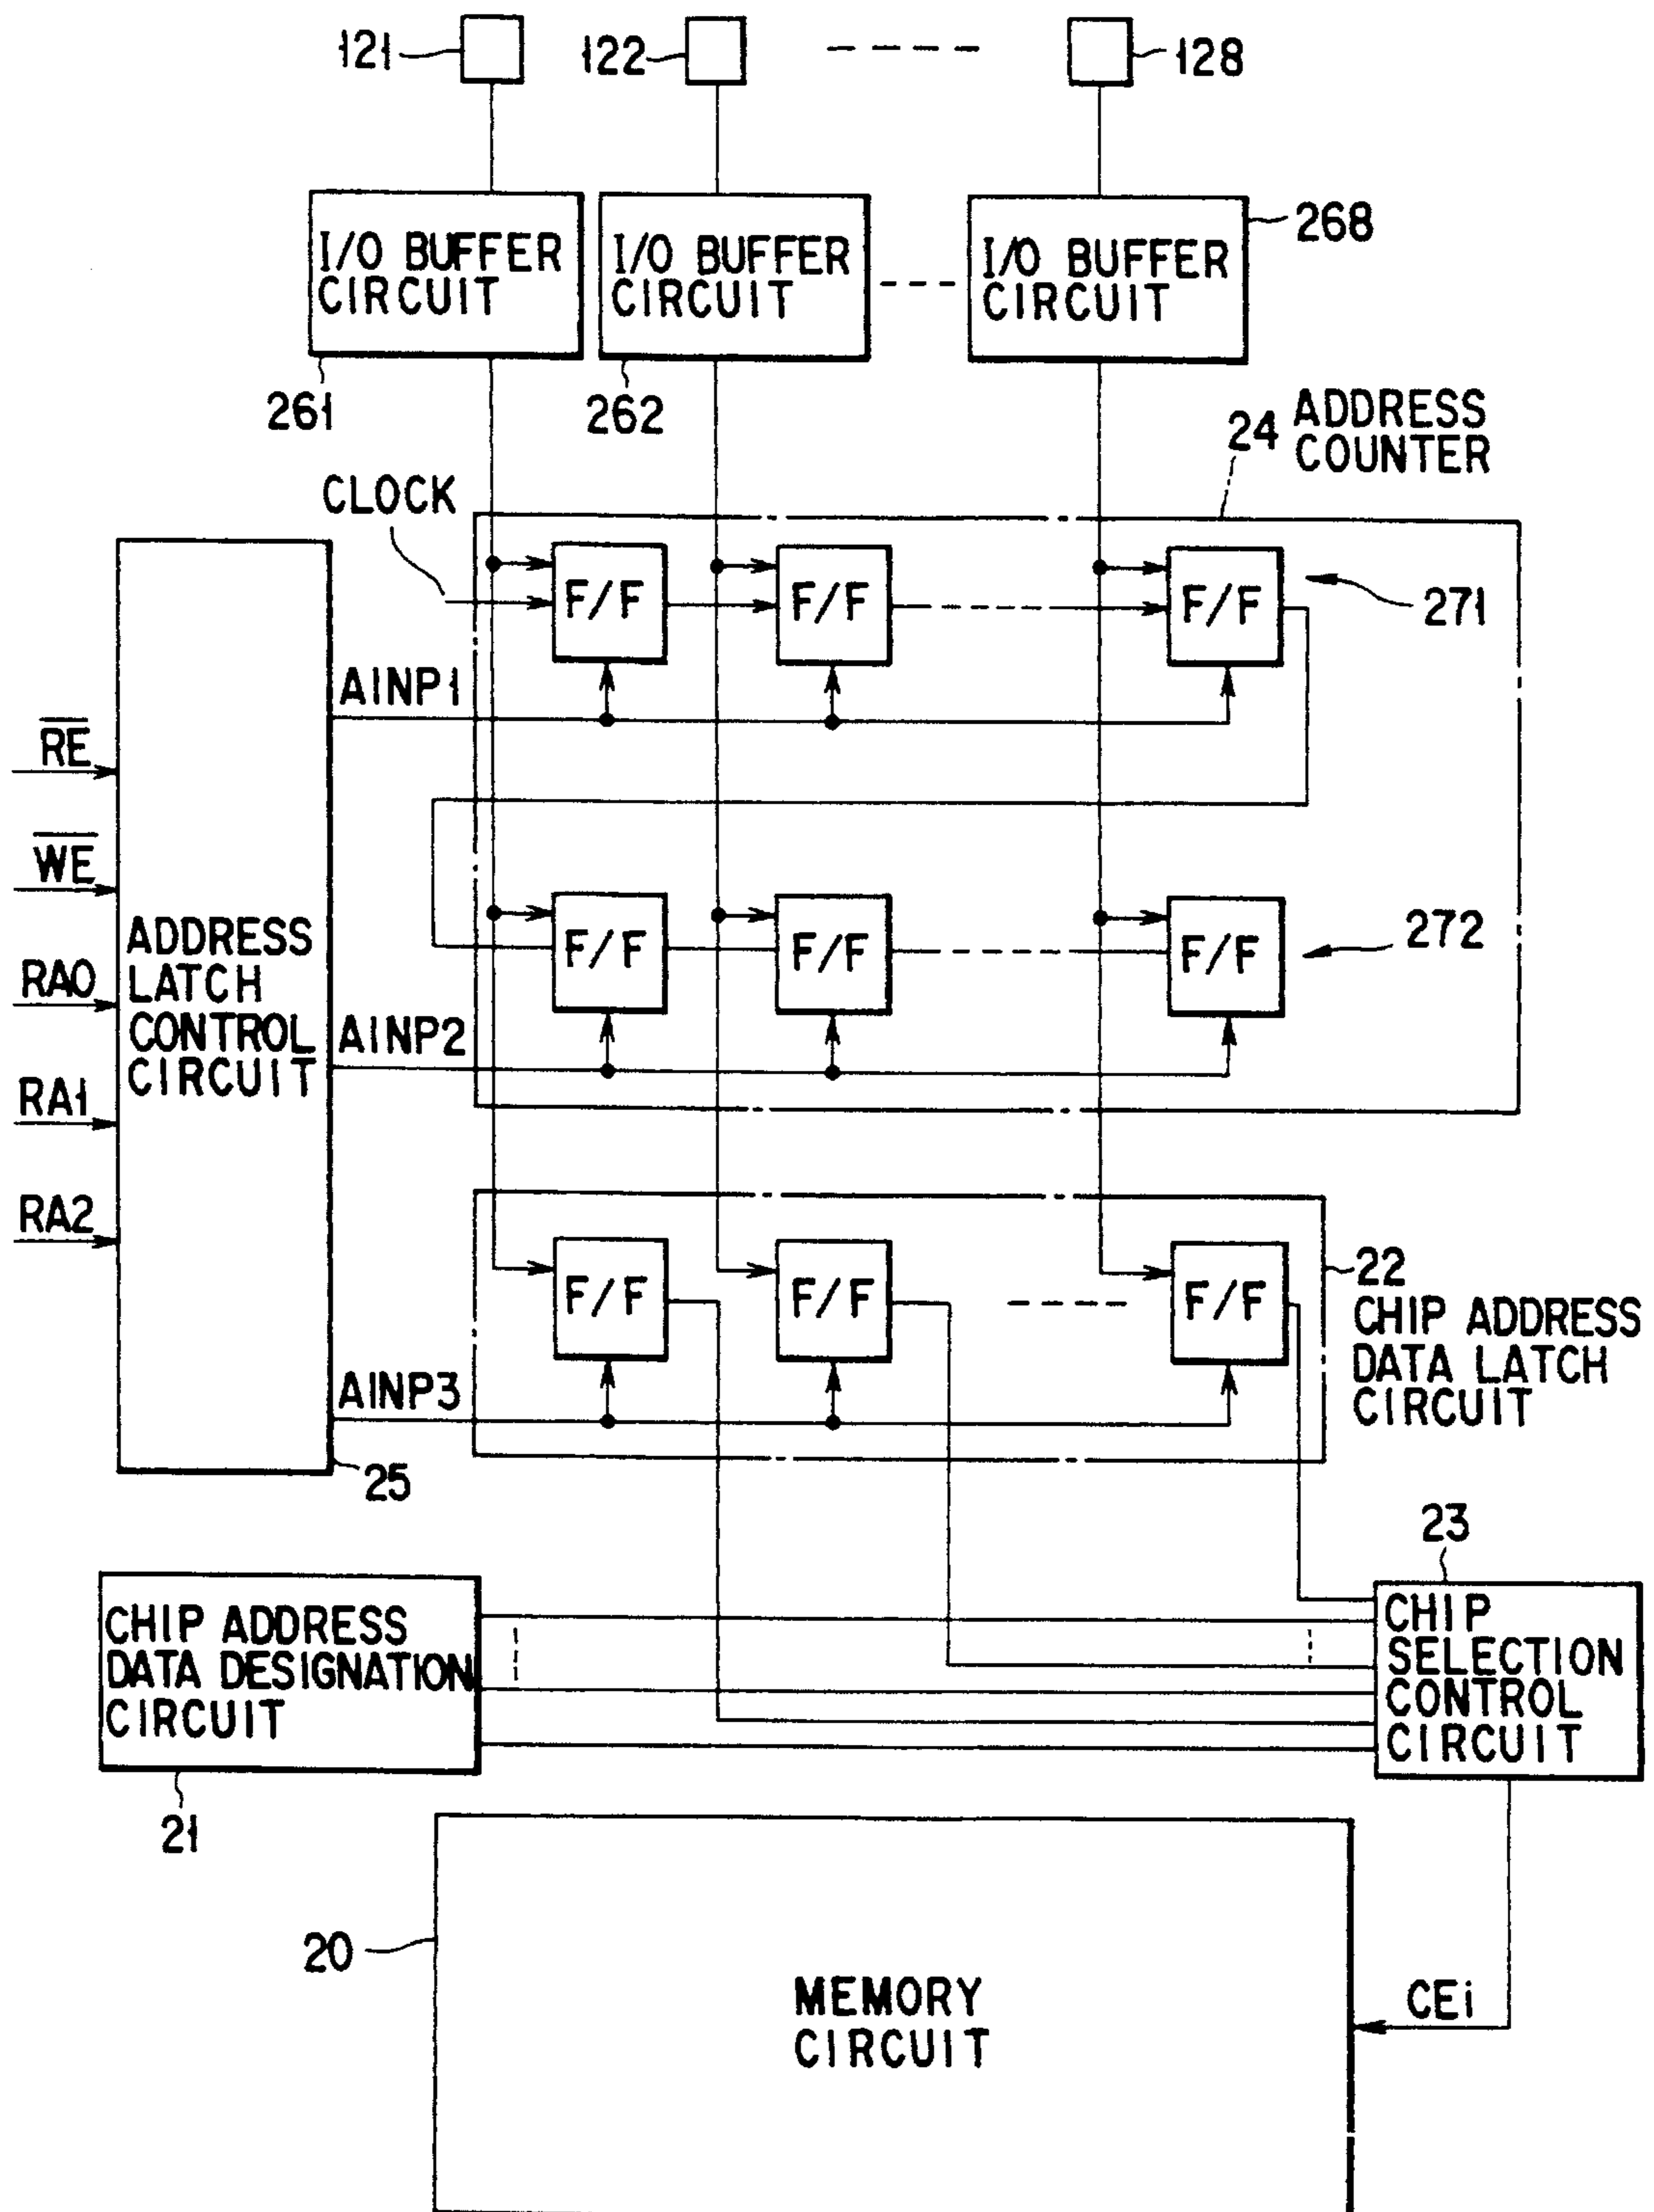 121
122
128
I/O BUFFER
CIRCUIT
I/O BUFFER
CIRCUIT
I/O BUFFER
CIRCUIT
268
261
262
24
ADDRESS
COUNTER
CLOCK
F/F
F/F
F/F
271
AINP1
RE
WE
ADDRESS
LATCH
CONTROL
CIRCUIT
F/F
F/F
F/F
272
RA0
AINP2
RA1
RA2
F/F
F/F
F/F
22
CHIP ADDRESS
DATA LATCH
CIRCUIT
AINP3
25
23
CHIP ADDRESS
DATA DESIGNATION
CIRCUIT
CHIP
SELECTION
CONTROL
CIRCUIT
21
20
MEMORY
CIRCUIT
CEi